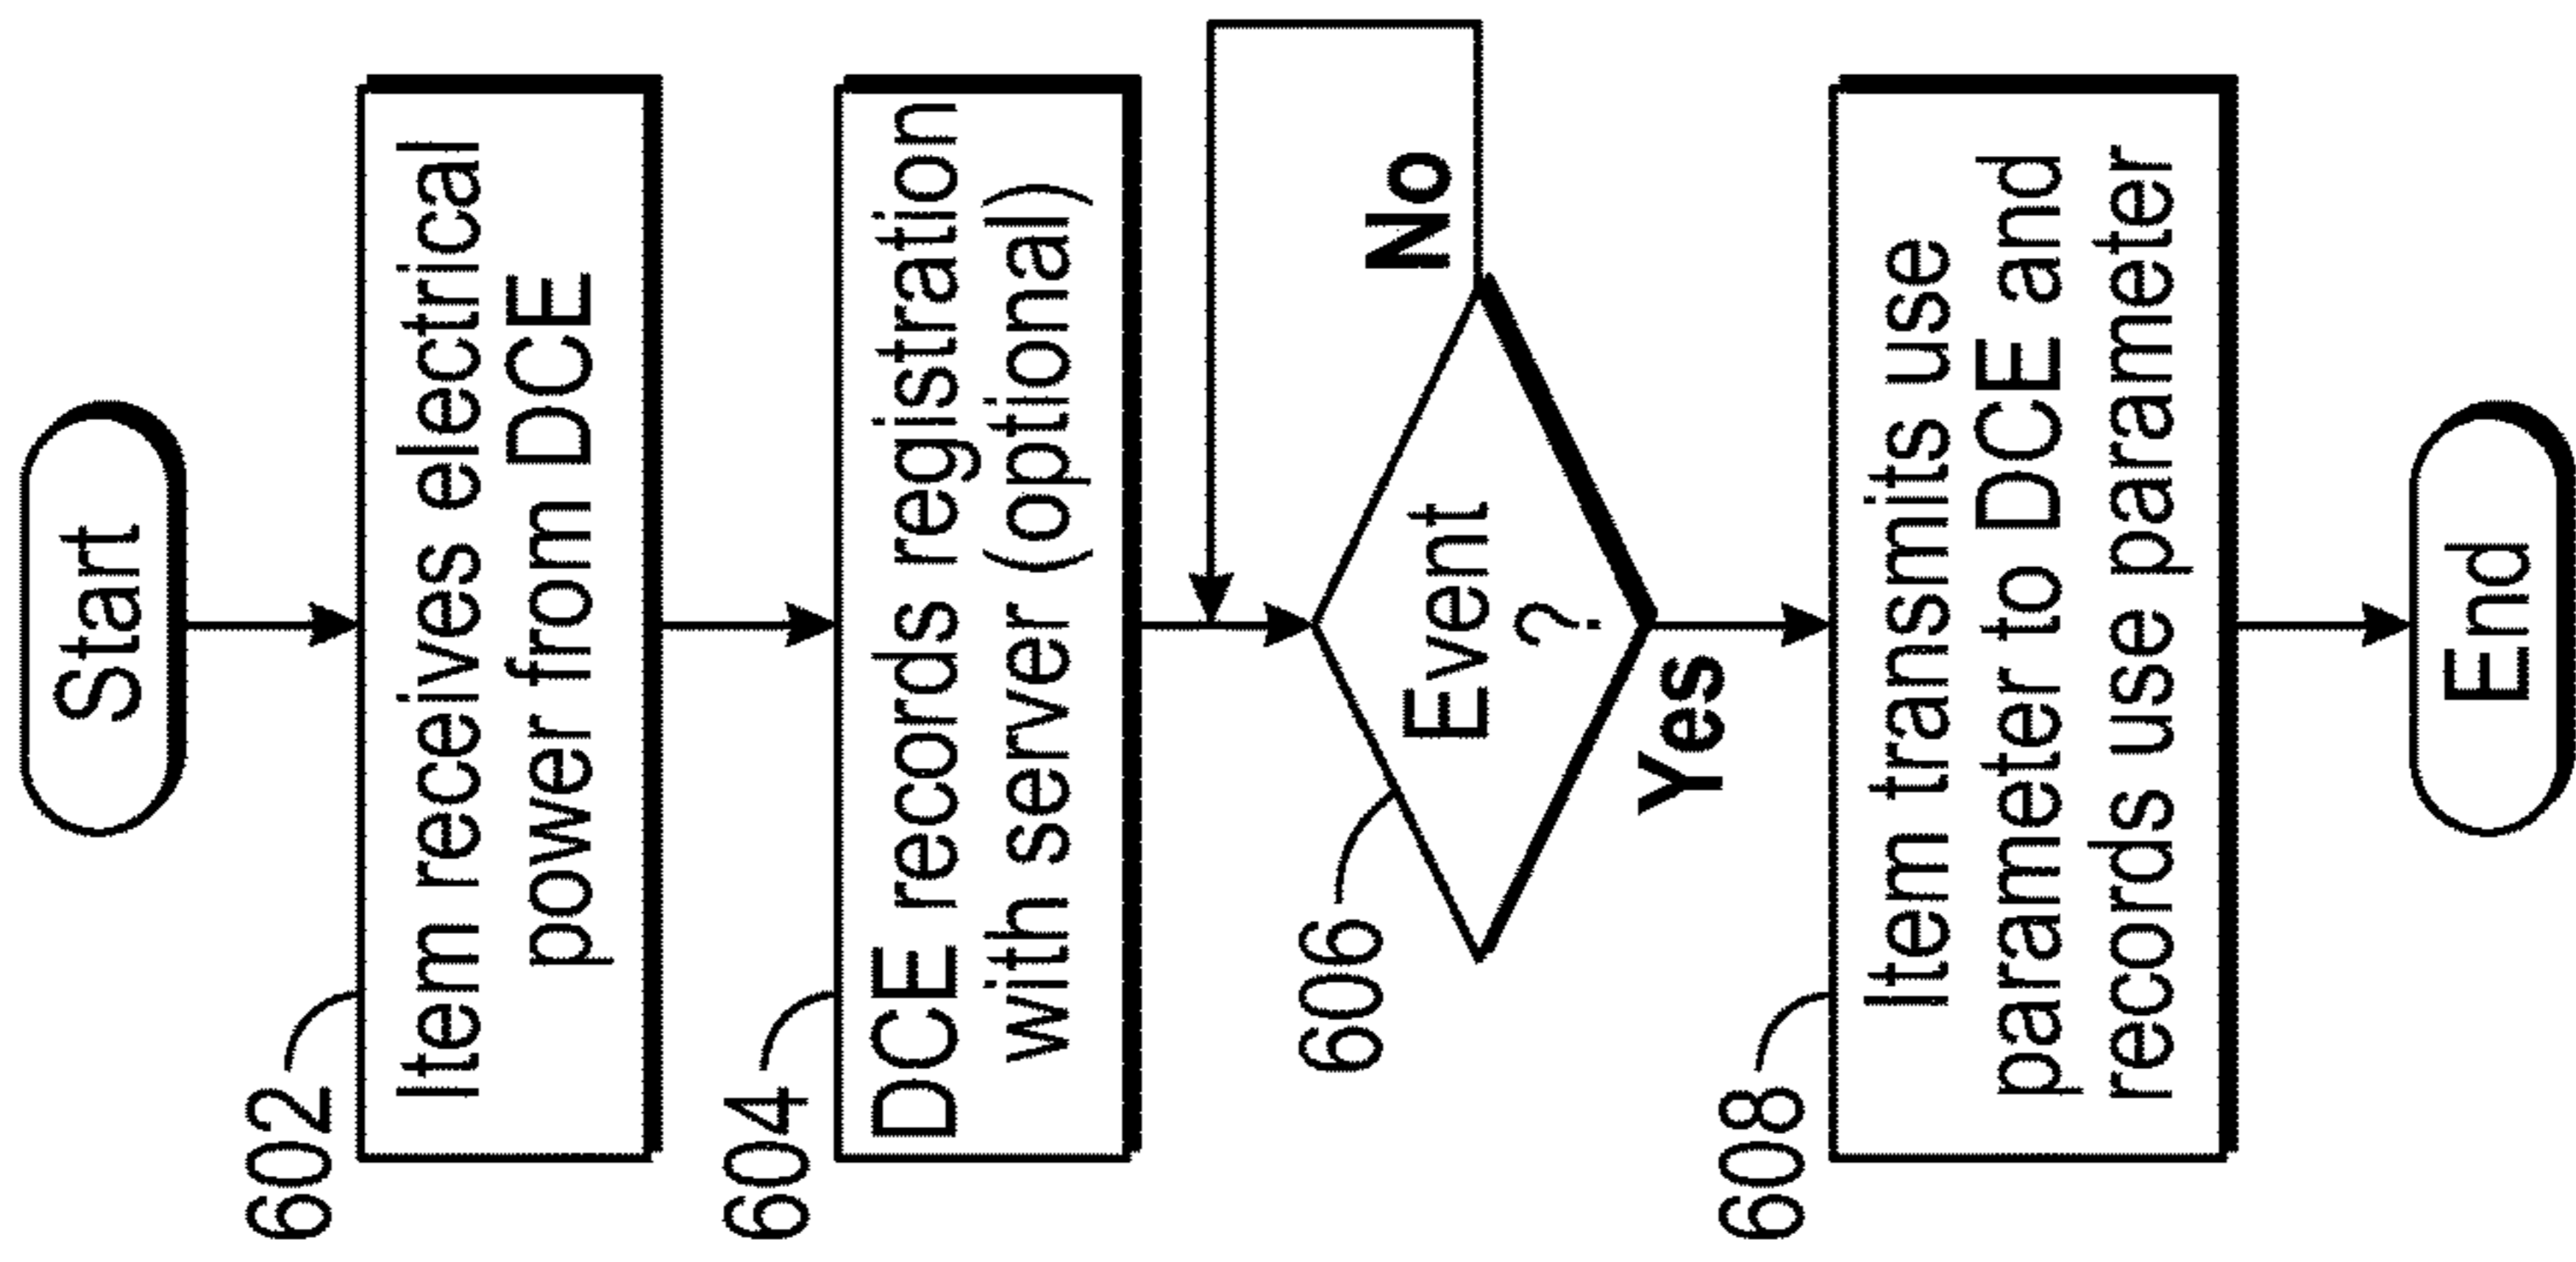 Start
602
Item receives electrical
power from DCE
604
DCE records registration
with server (optional)
606
Event
?
No
Yes
608
Item transmits use
parameter to DCE and
records use parameter
End